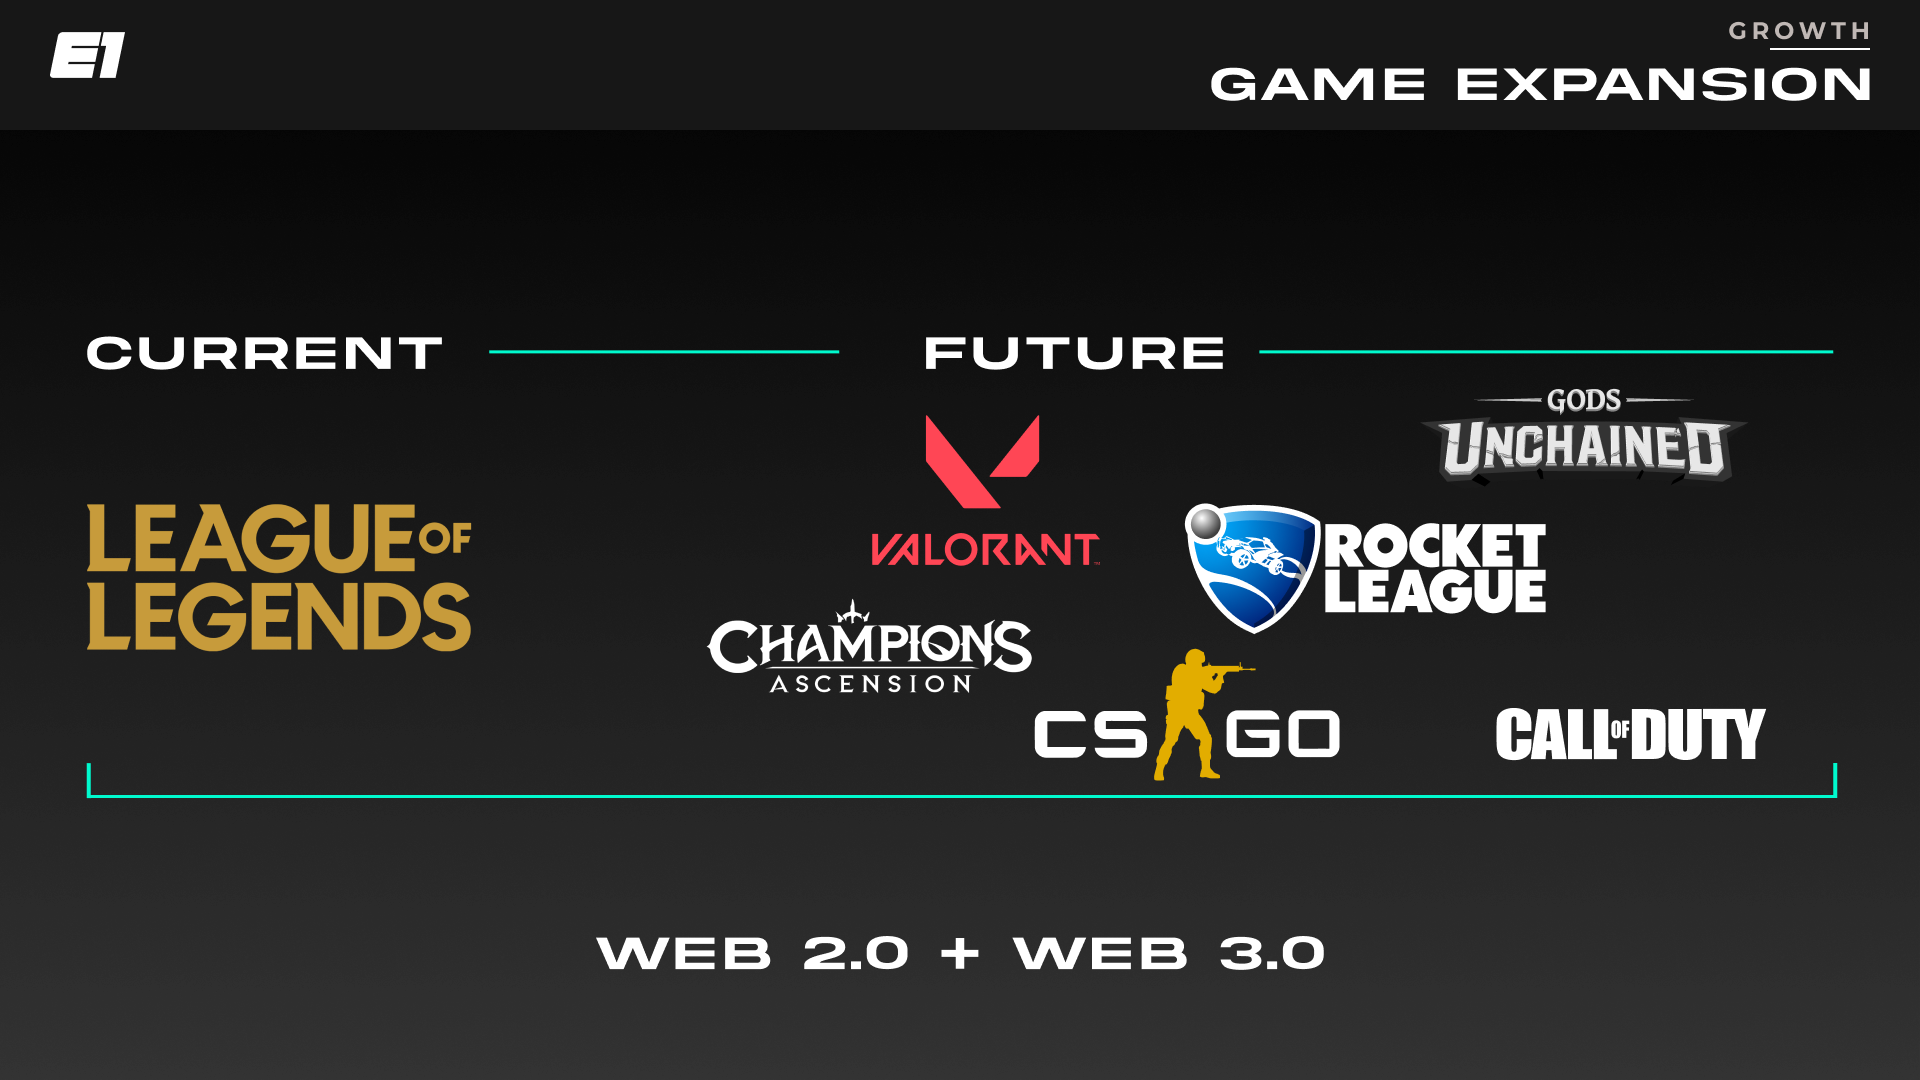 E1
GROWTH
GAME EXPANSION
CURRENT
FUTURE
LEAGUE OF
LEGENDS
VALORANT™
GODS
UNCHAINED
ROCKET
LEAGUE
CHAMPIONS
ASCENSION
CS GO
CALL OF DUTY
WEB 2.0 + WEB 3.0